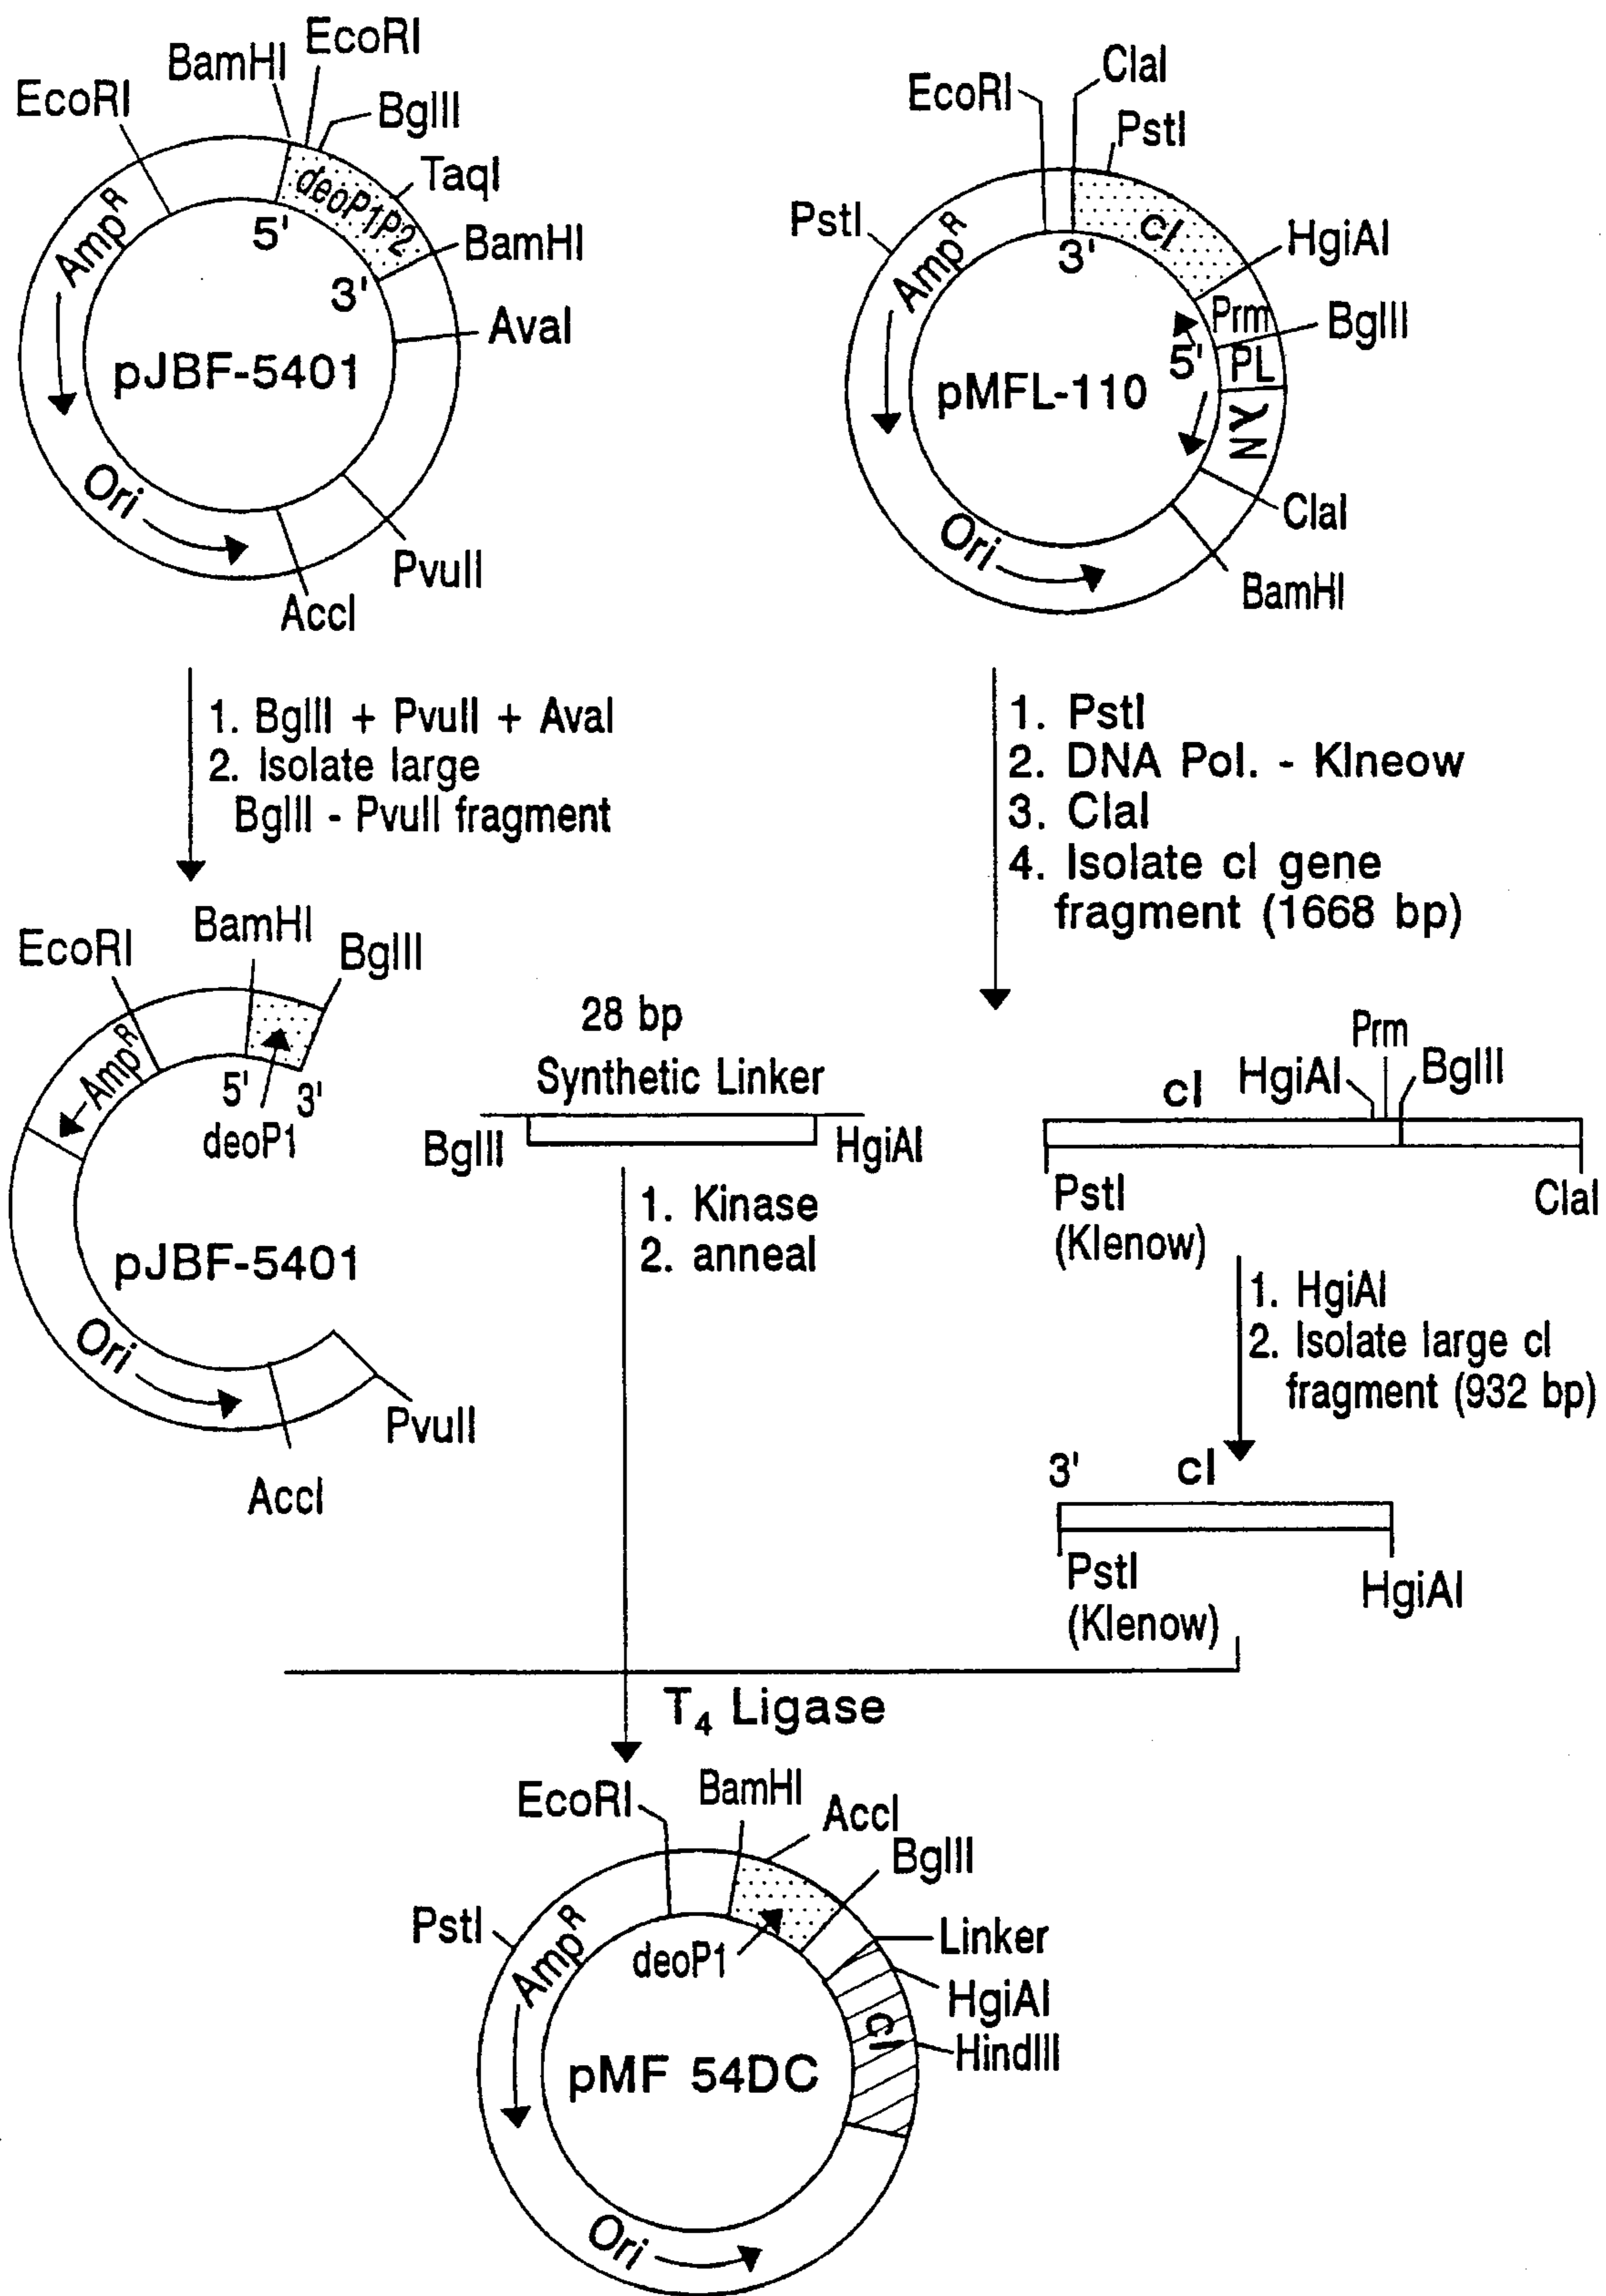 EcoRI
BamHI
EcoRI
BglII
TaqI
deoP1P2
BamHI
5'
3'
AvaI
Amp^R
pJBF-5401
Ori
PvuII
AccI
EcoRI
ClaI
PstI
PstI
Amp^R
3'
cI
HgiAI
Prm
BglII
5'
PL
pMFL-110
Nλ
ClaI
Ori
BamHI
1. BglII + PvuII + AvaI
2. Isolate large
BglII - PvuII fragment
1. PstI
2. DNA Pol. - Klneow
3. ClaI
4. Isolate cI gene
fragment (1668 bp)
EcoRI
BamHI
BglII
Amp^R
5'
3'
deoP1
pJBF-5401
Ori
PvuII
AccI
28 bp
Synthetic Linker
BglII
HgiAI
1. Kinase
2. anneal
Prm
cI
HgiAI
BglII
PstI
(Klenow)
ClaI
1. HgiAI
2. Isolate large cI
fragment (932 bp)
3'
cI
PstI
(Klenow)
HgiAI
T₄ Ligase
EcoRI
BamHI
AccI
BglII
PstI
Amp^R
deoP1
Linker
HgiAI
cI
HindIII
pMF 54DC
Ori